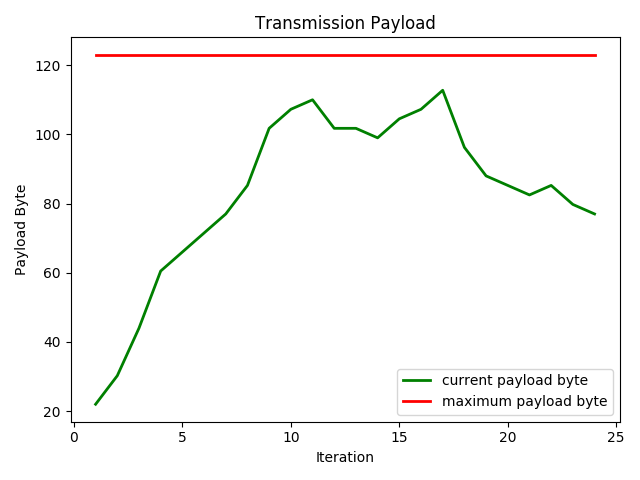 Transmission Payload
120
100
80
60
40
20
Payload Byte
0
5
10
15
20
25
Iteration
current payload byte
maximum payload byte